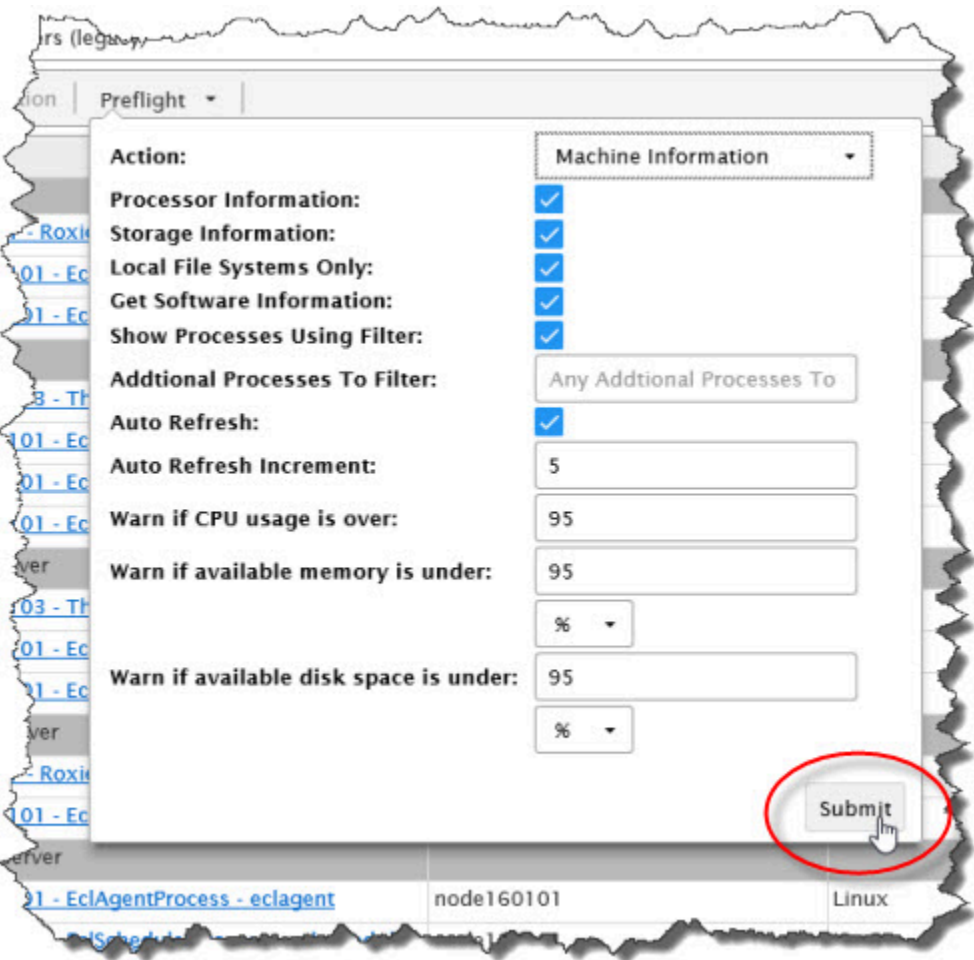 rs (legacy)
ion Preflight
Action: Machine Information
Processor Information:
- Roxie Storage Information:
01 - Ec Local File Systems Only:
Get Software Information:
01 - Ec Show Processes Using Filter:
Addtional Processes To Filter: Any Addtional Processes To
3 - Th
Auto Refresh:
101 - Ec
Auto Refresh Increment: 5
01 - Ec
01 - Ec Warn if CPU usage is over: 95
ver Warn if available memory is under: 95
03 - Th
%
01 - Ec
01 - Ec Warn if available disk space is under: 95
ver %
- Roxie
101 - Ec Submit
erver
01 - EclAgentProcess - eclagent node160101 Linux